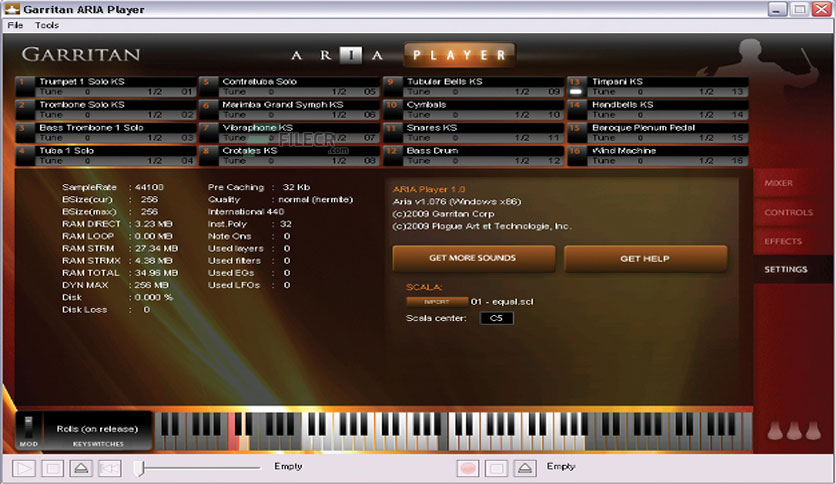 Garritan ARIA Player
File Tools
GARRITAN ARIA PLAYER
1 Trumpet 1 Solo KS
Tune 0 1/2 01
2 Trombone Solo KS
Tune 0 1/2 02
3 Bass Trombone 1 Solo
Tune 0 1/2 03
4 Tuba 1 Solo
Tune 0 1/2 04
5 Contratuba Solo
Tune 0 1/2 05
6 Marimba Grand Symph KS
Tune 0 1/2 06
7 Vibraphone KS
Tune 0 1/2 07
8 Crotales KS
Tune 0 1/2 08
FILECR
.com
9 Tubular Bells KS
Tune 0 1/2 09
10 Cymbals
Tune 0 1/2 10
11 Snares KS
Tune 0 1/2 11
12 Bass Drum
Tune 0 1/2 12
13 Timpani KS
Tune 0 1/2 13
14 Handbells KS
Tune 0 1/2 14
15 Baroque Plenum Pedal
Tune 0 1/2 15
16 Wind Machine
Tune 0 1/2 16
SampleRate : 44100
BSize(cur) : 256
BSize(max) : 256
RAM DIRECT : 3.23 MB
RAM LOOP : 0.00 MB
RAM STRM : 27.34 MB
RAM STRMX : 4.38 MB
RAM TOTAL : 34.96 MB
DYN MAX : 256 MB
Disk : 0.000 %
Disk Loss : 0
Pre Caching : 32 Kb
Quality : normal (hermite)
International 440
Inst.Poly : 32
Note Ons : 0
Used layers : 0
Used filters : 0
Used EGs : 0
Used LFOs : 0
ARIA Player 1.0
Aria v1.076 (Windows x86)
(c)2009 Garritan Corp
(c)2009 Plogue Art et Technologie, Inc.
GET MORE SOUNDS
GET HELP
SCALA:
IMPORT 01 - equal.scl
Scala center: C5
MIXER
CONTROLS
EFFECTS
SETTINGS
MOD
Rolls (on release)
KEYSWITCHES
Empty
Empty